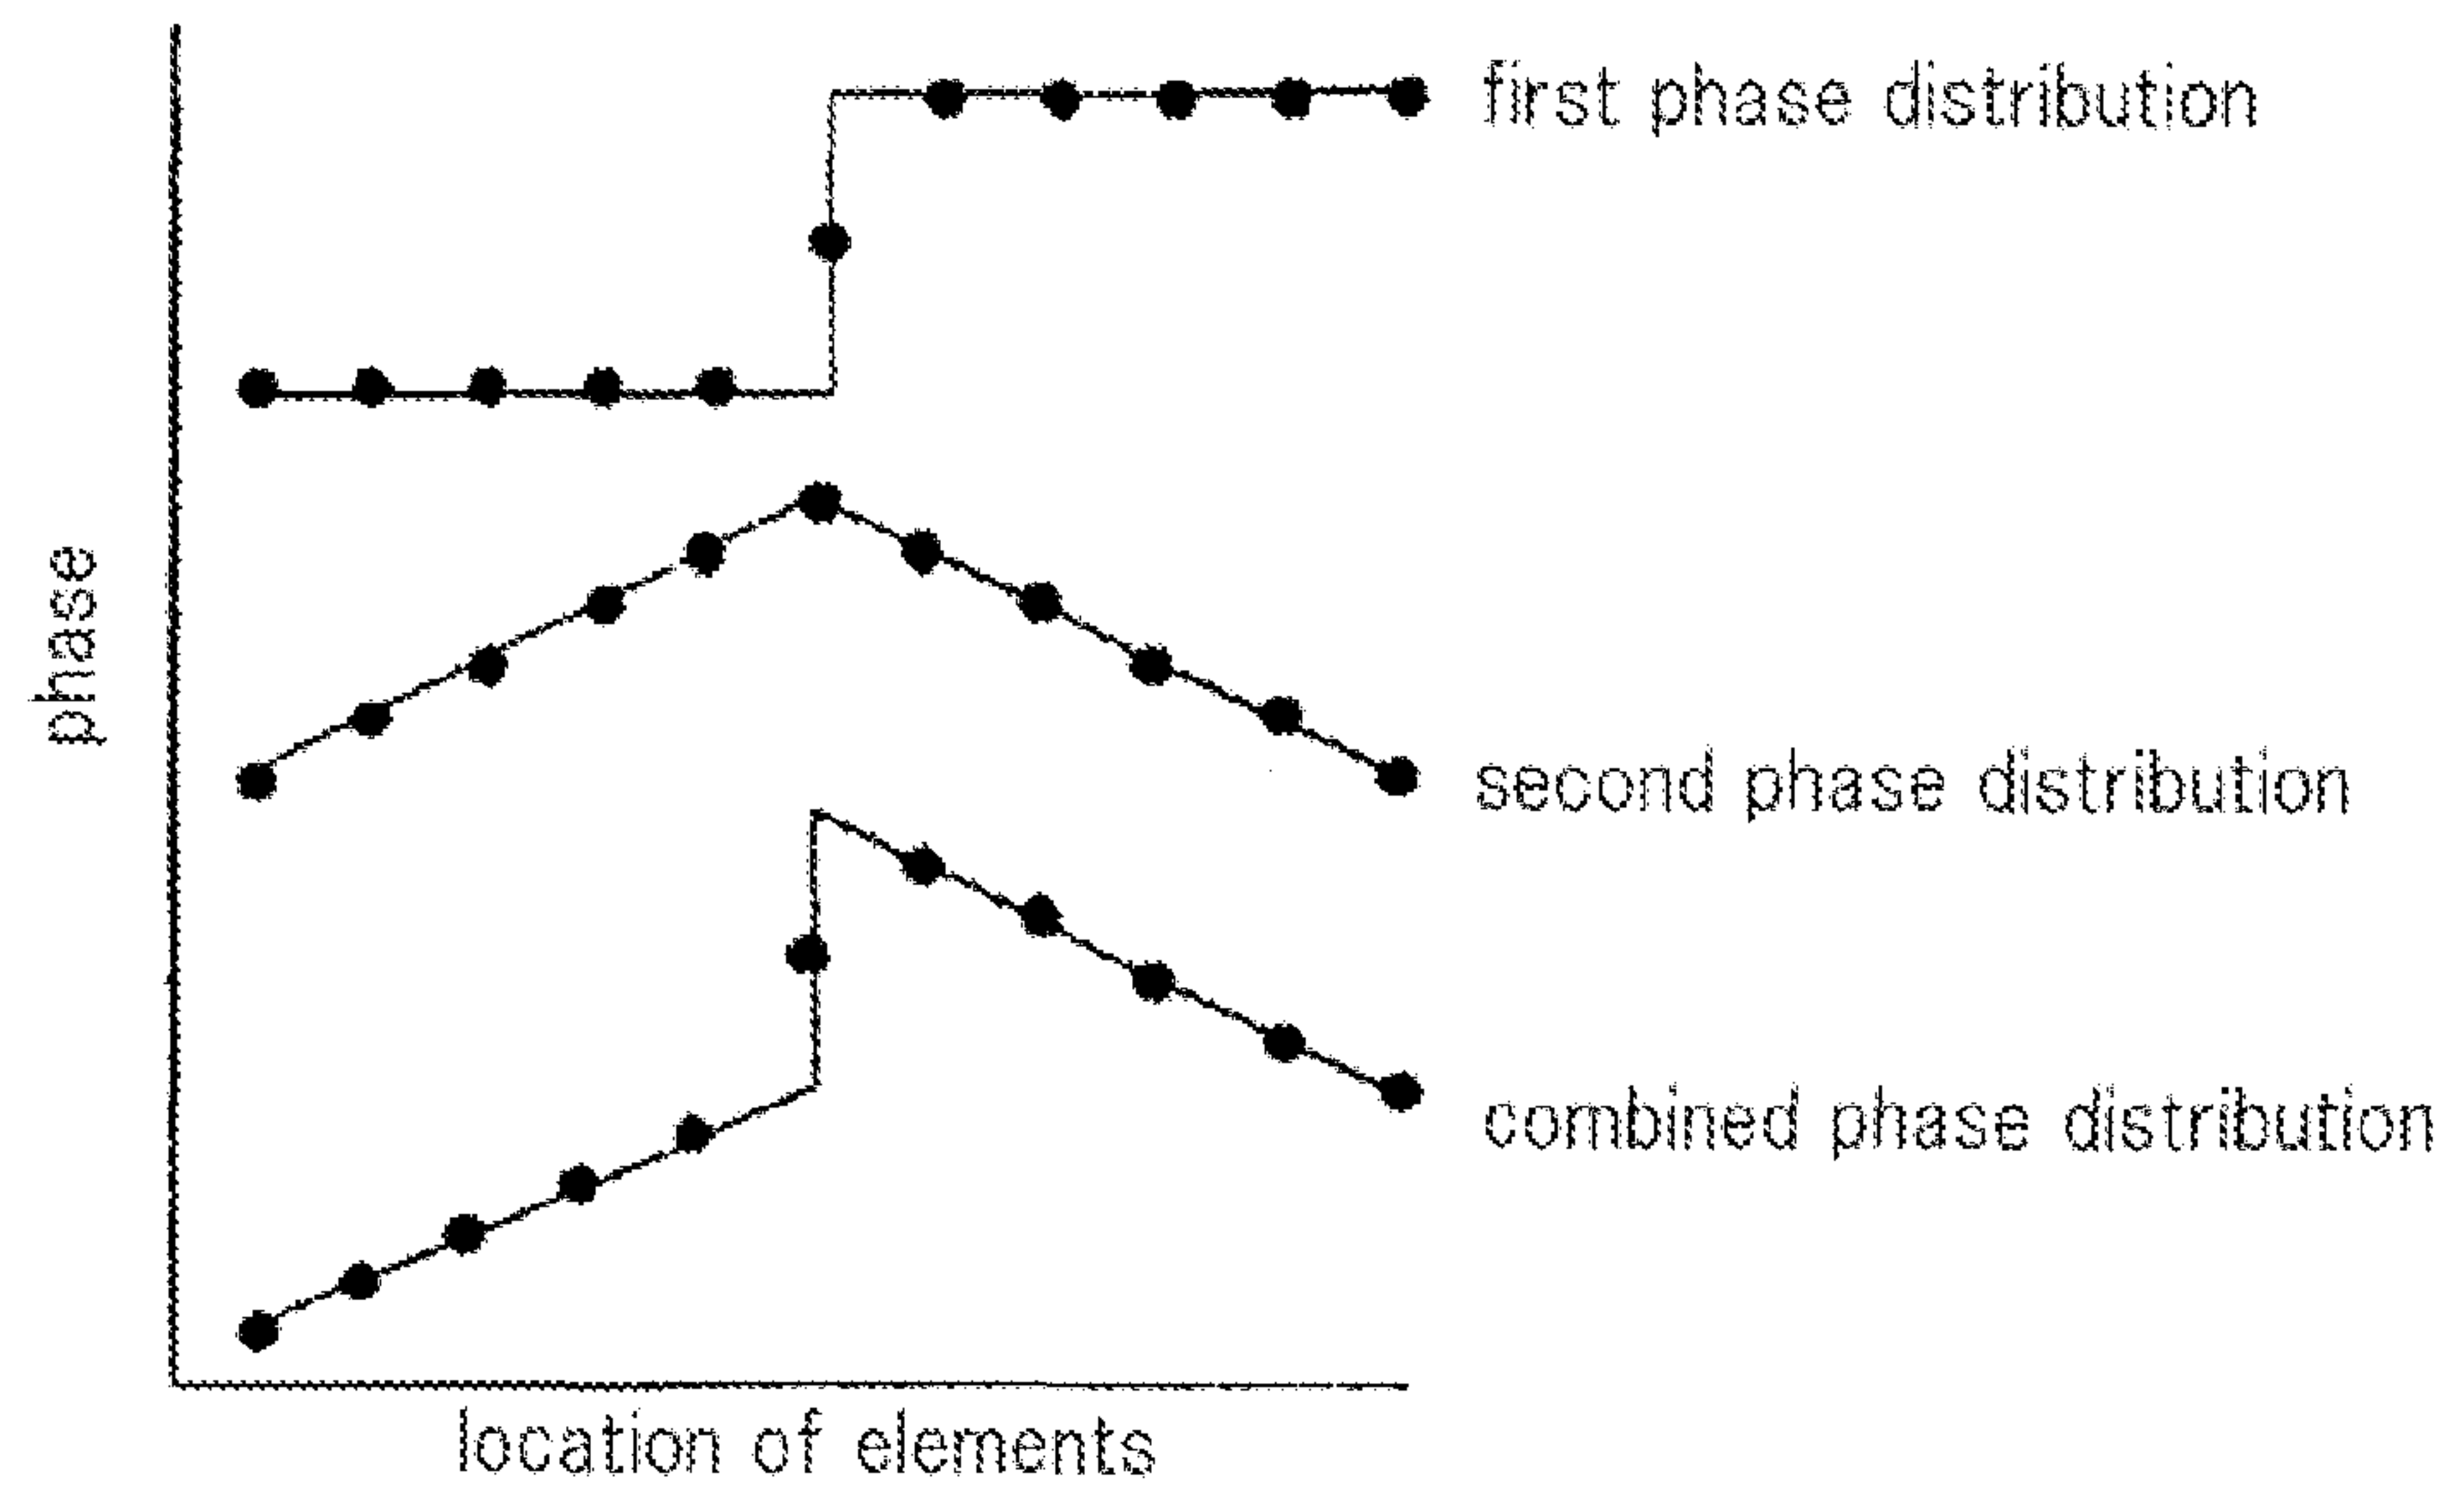 first phase distribution
phase
second phase distribution
combined phase distribution
location of elements